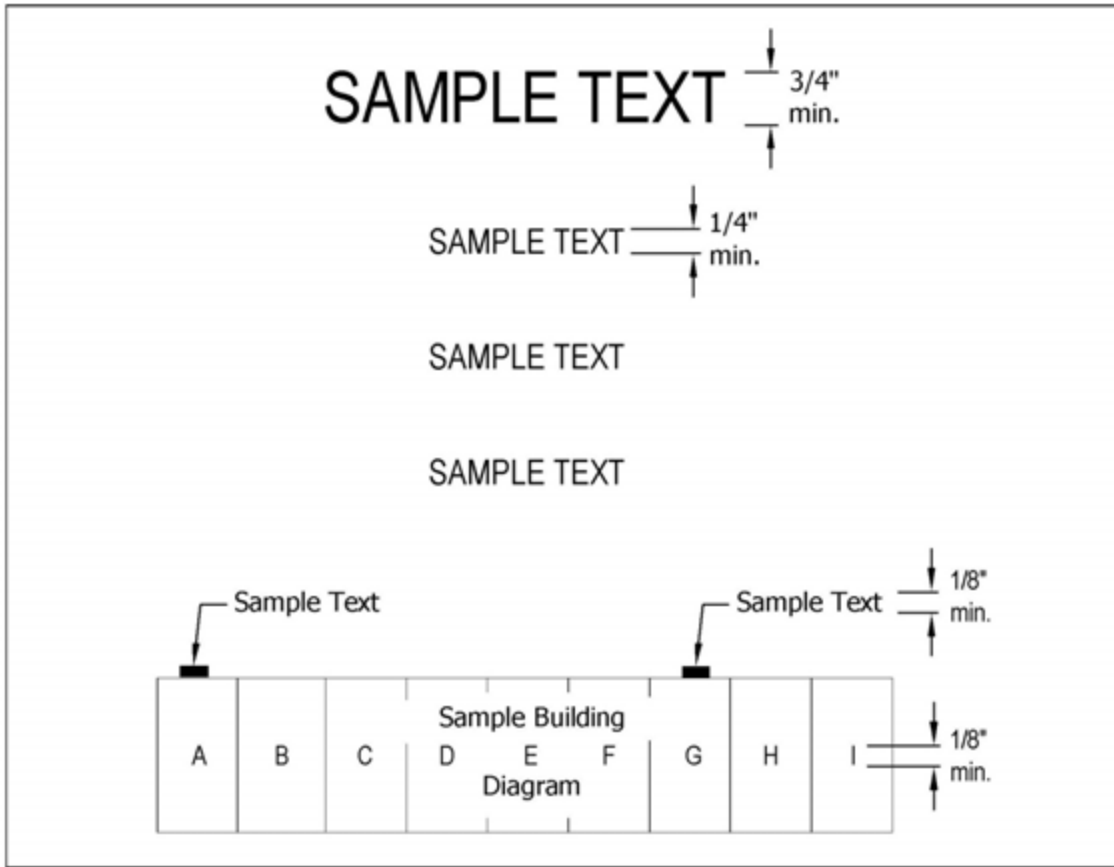 SAMPLE TEXT
3/4"
min.
SAMPLE TEXT
1/4"
min.
SAMPLE TEXT
SAMPLE TEXT
Sample Text
Sample Text
1/8"
min.
Sample Building
A B C D E F G H I
1/8"
min.
Diagram